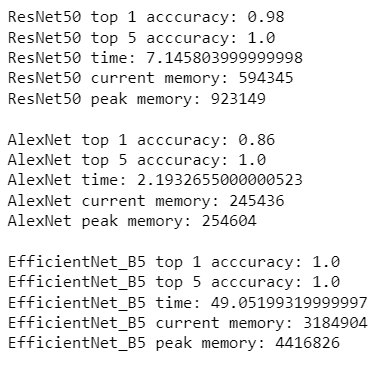 ResNet50 top 1 acccuracy: 0.98
ResNet50 top 5 acccuracy: 1.0
ResNet50 time: 7.145803999999998
ResNet50 current memory: 594345
ResNet50 peak memory: 923149
AlexNet top 1 acccuracy: 0.86
AlexNet top 5 acccuracy: 1.0
AlexNet time: 2.1932655000000523
AlexNet current memory: 245436
AlexNet peak memory: 254604
EfficientNet_B5 top 1 acccuracy: 1.0
EfficientNet_B5 top 5 acccuracy: 1.0
EfficientNet_B5 time: 49.05199319999997
EfficientNet_B5 current memory: 3184904
EfficientNet_B5 peak memory: 4416826